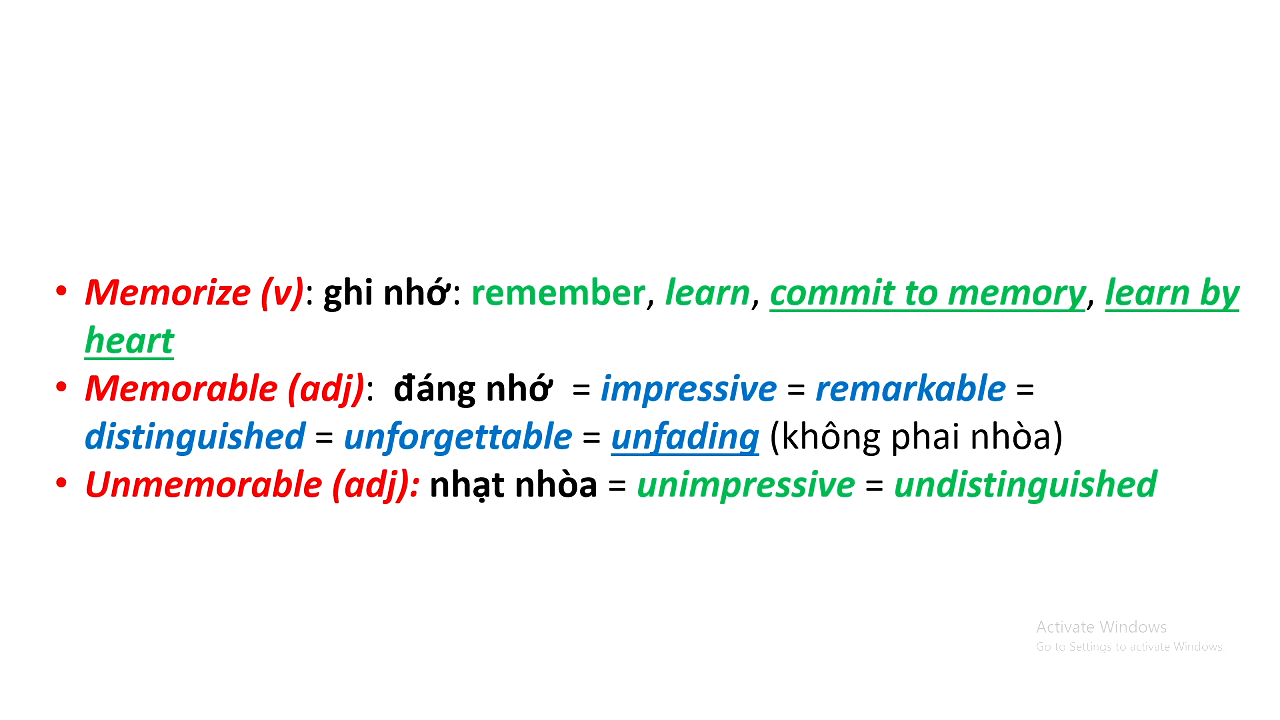 • Memorize (v): ghi nhớ: remember, learn, commit to memory, learn by
heart
• Memorable (adj):  đáng nhớ  = impressive = remarkable =
distinguished = unforgettable = unfading (không phai nhòa)
• Unmemorable (adj): nhạt nhòa = unimpressive = undistinguished
Activate Windows
Go to Settings to activate Windows.